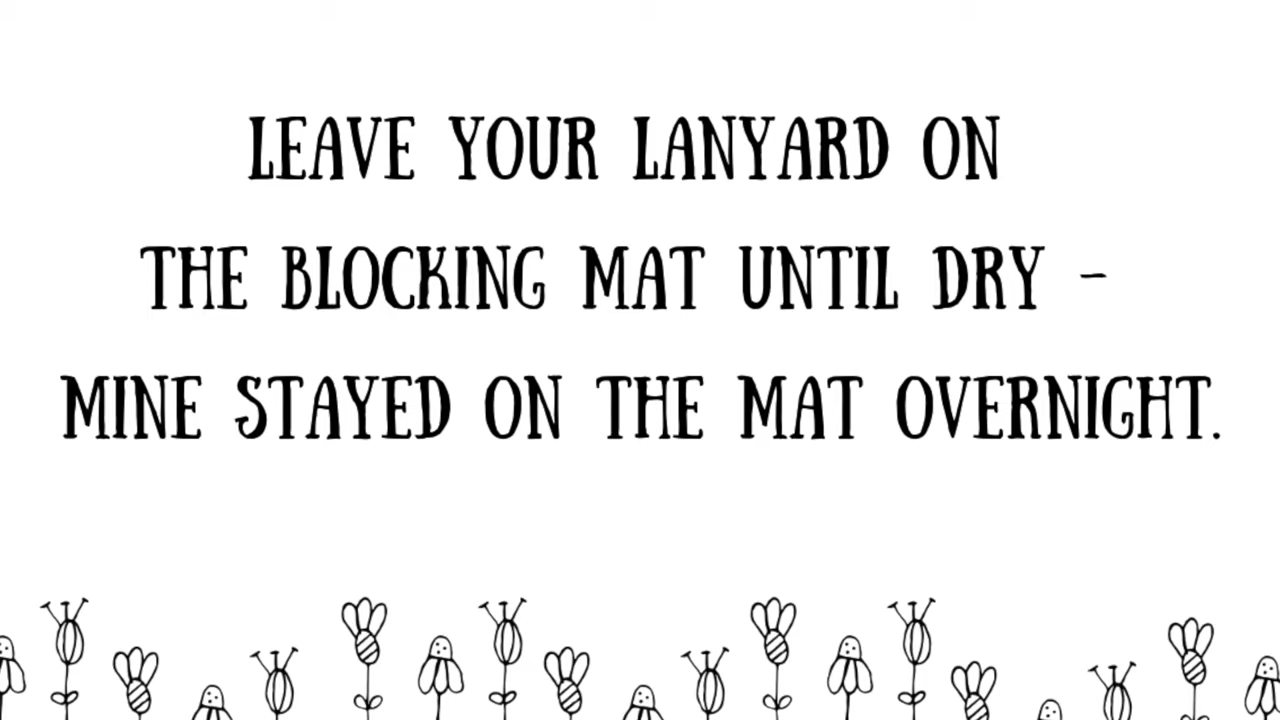 LEAVE YOUR LANYARD ON
THE BLOCKING MAT UNTIL DRY -
MINE STAYED ON THE MAT OVERNIGHT.